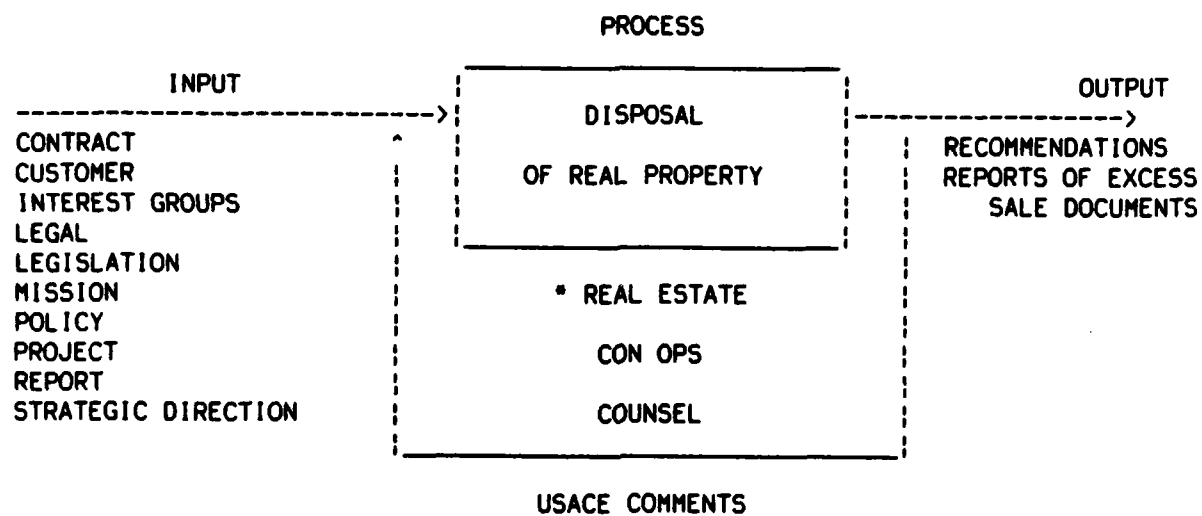 PROCESS
INPUT
OUTPUT
DISPOSAL
OF REAL PROPERTY
CONTRACT
CUSTOMER
INTEREST GROUPS
LEGAL
LEGISLATION
MISSION
POLICY
PROJECT
REPORT
STRATEGIC DIRECTION
* REAL ESTATE
CON OPS
COUNSEL
RECOMMENDATIONS
REPORTS OF EXCESS
SALE DOCUMENTS
USACE COMMENTS